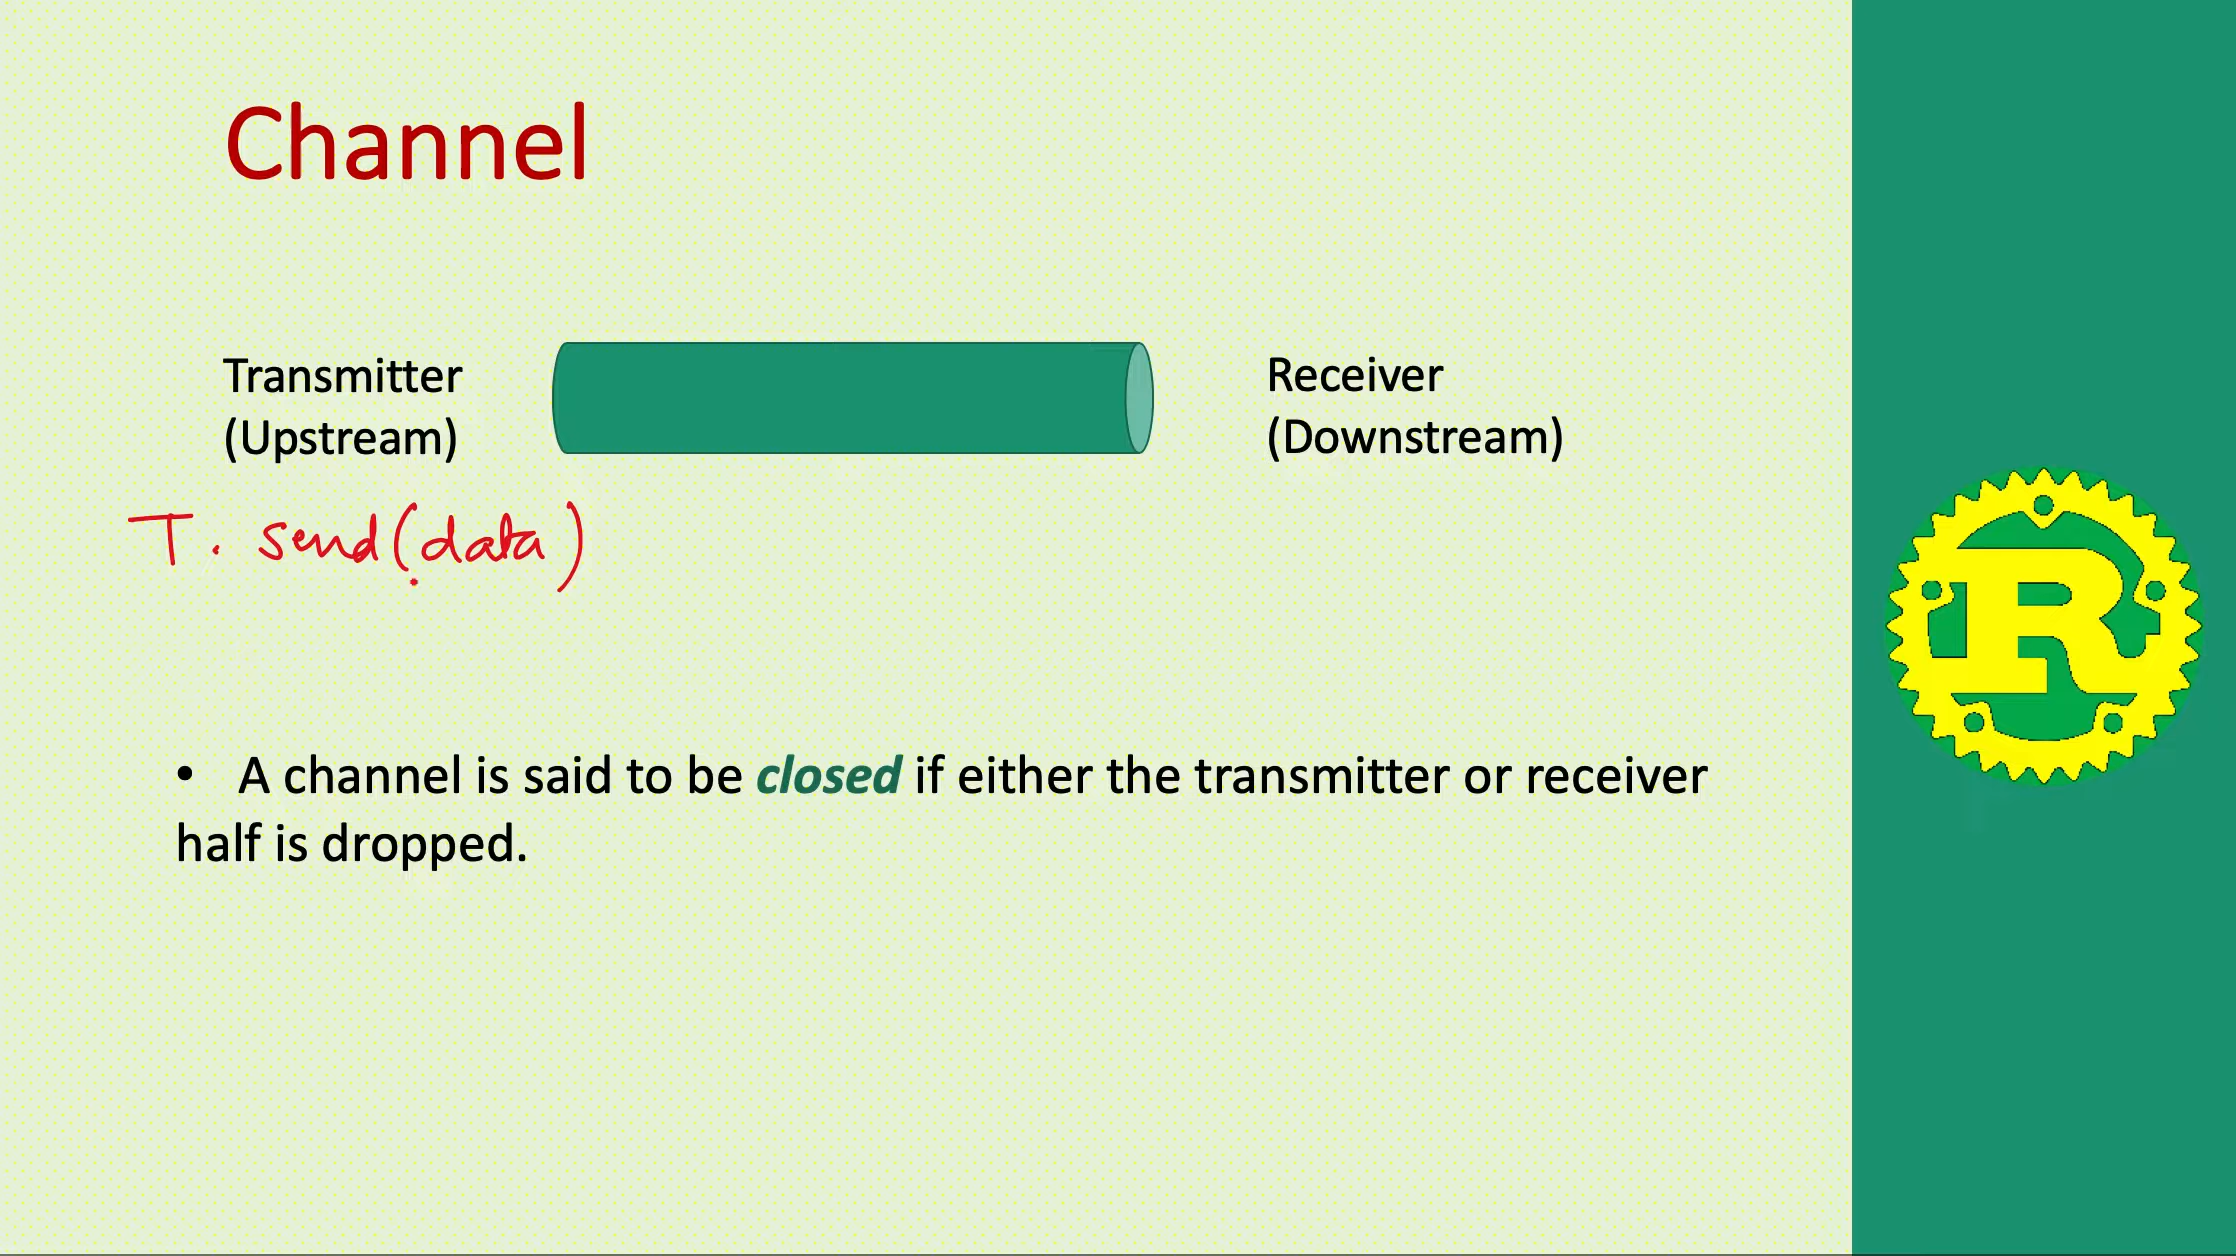 Channel
Transmitter
(Upstream)
Receiver
(Downstream)
T. send(data)
• A channel is said to be closed if either the transmitter or receiver
half is dropped.
R